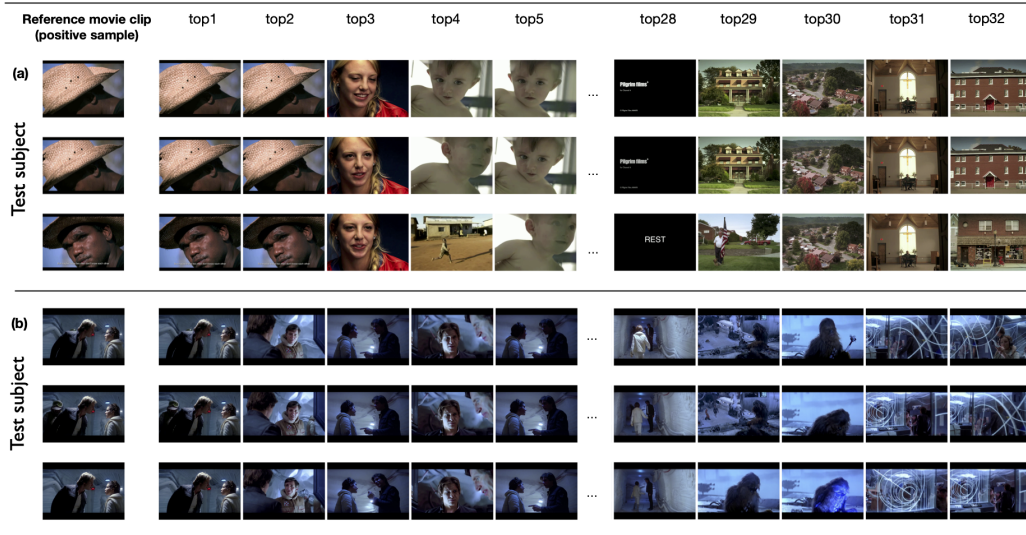 Reference movie clip
(positive sample)
top1 top2 top3 top4 top5 top28 top29 top30 top31 top32
(a)
Test subject
Pilgrim films
...
Pilgrim films
...
REST
...
(b)
Test subject
...
...
...